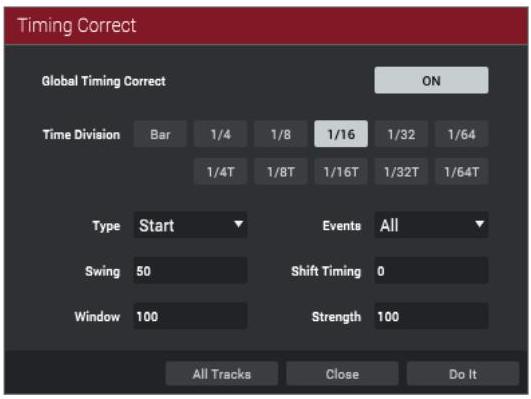 Timing Correct
Global Timing Correct ON
Time Division Bar 1/4 1/8 1/16 1/32 1/64
1/4T 1/8T 1/16T 1/32T 1/64T
Type Start Events All
Swing 50 Shift Timing 0
Window 100 Strength 100
All Tracks Close Do It